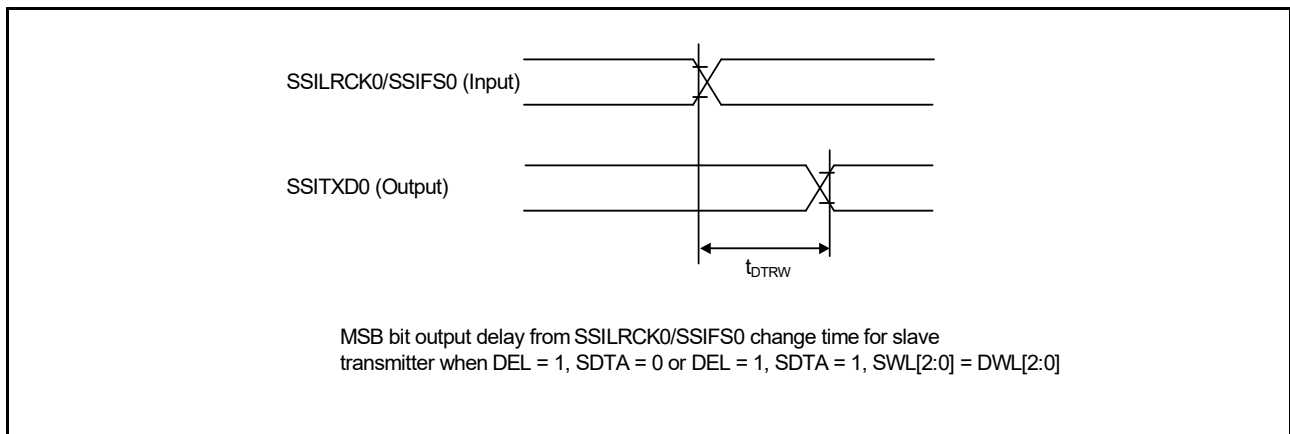 SSILRCK0/SSIFS0 (Input)
SSITXD0 (Output)
tDTRW
MSB bit output delay from SSILRCK0/SSIFS0 change time for slave
transmitter when DEL = 1, SDTA = 0 or DEL = 1, SDTA = 1, SWL[2:0] = DWL[2:0]